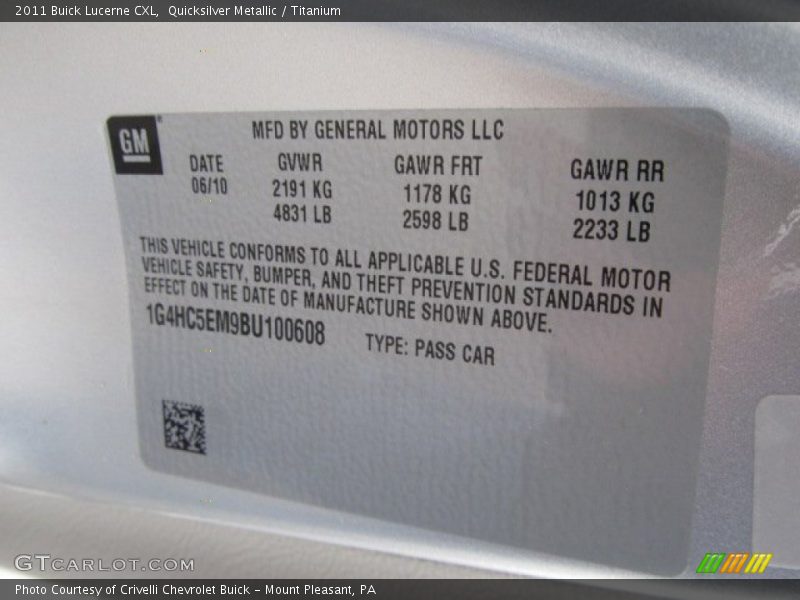 2011 Buick Lucerne CXL,  Quicksilver Metallic / Titanium
GM
MFD BY GENERAL MOTORS LLC
DATE GVWR GAWR FRT GAWR RR
06/10 2191 KG 1178 KG 1013 KG
4831 LB 2598 LB 2233 LB
THIS VEHICLE CONFORMS TO ALL APPLICABLE U.S. FEDERAL MOTOR
VEHICLE SAFETY, BUMPER, AND THEFT PREVENTION STANDARDS IN
EFFECT ON THE DATE OF MANUFACTURE SHOWN ABOVE.
1G4HC5EM9BU100608 TYPE: PASS CAR
GTCARLOT.COM
Photo Courtesy of Crivelli Chevrolet Buick – Mount Pleasant, PA